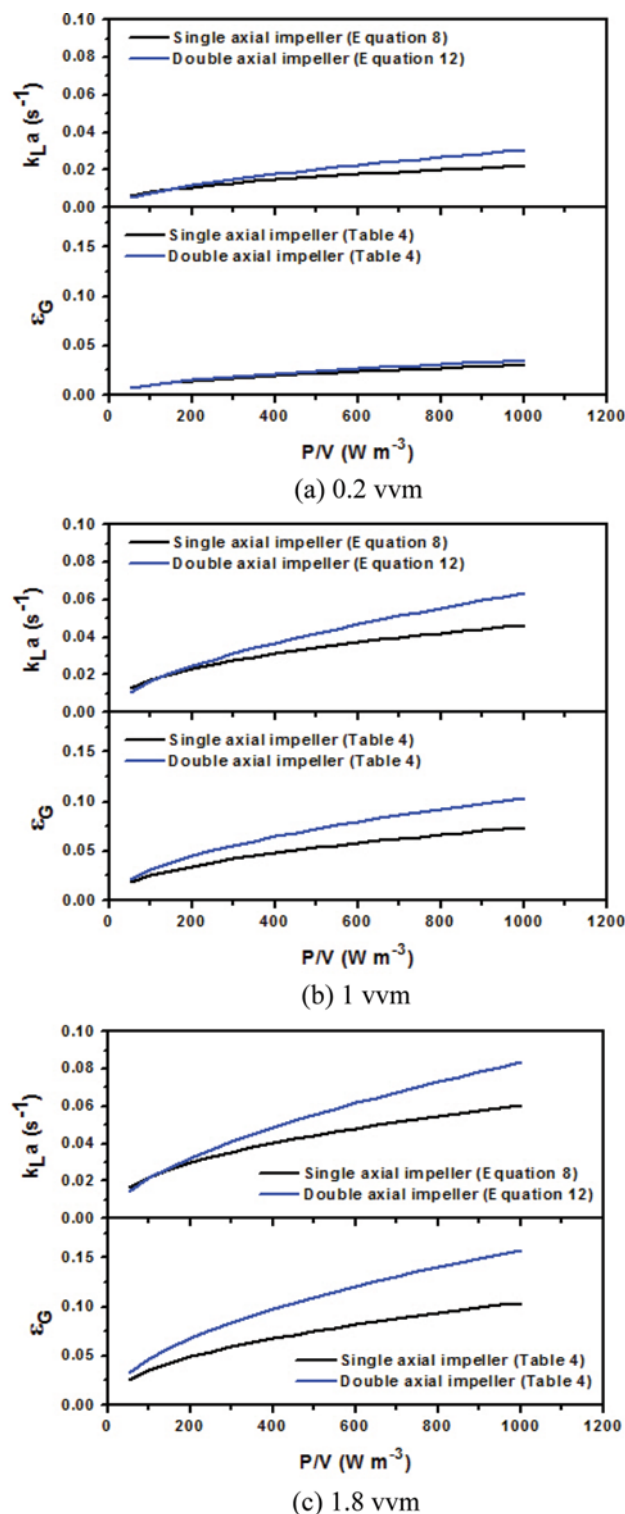 0.10
Single axial impeller (Equation 8)
0.08
Double axial impeller (Equation 12)
0.06
0.04
0.02
0.00
k_L a (s⁻¹)
Single axial impeller (Table 4)
0.15
Double axial impeller (Table 4)
0.10
0.05
0.00
ε_G
0 200 400 600 800 1000 1200
P/V (W m⁻³)
(a) 0.2 vvm
0.10
Single axial impeller (Equation 8)
0.08
Double axial impeller (Equation 12)
0.06
0.04
0.02
0.00
k_L a (s⁻¹)
Single axial impeller (Table 4)
0.15
Double axial impeller (Table 4)
0.10
0.05
0.00
ε_G
0 200 400 600 800 1000 1200
P/V (W m⁻³)
(b) 1 vvm
0.10
0.08
0.06
0.04
0.02
0.00
k_L a (s⁻¹)
Single axial impeller (Equation 8)
Double axial impeller (Equation 12)
0.15
0.10
0.05
0.00
ε_G
Single axial impeller (Table 4)
Double axial impeller (Table 4)
0 200 400 600 800 1000 1200
P/V (W m⁻³)
(c) 1.8 vvm